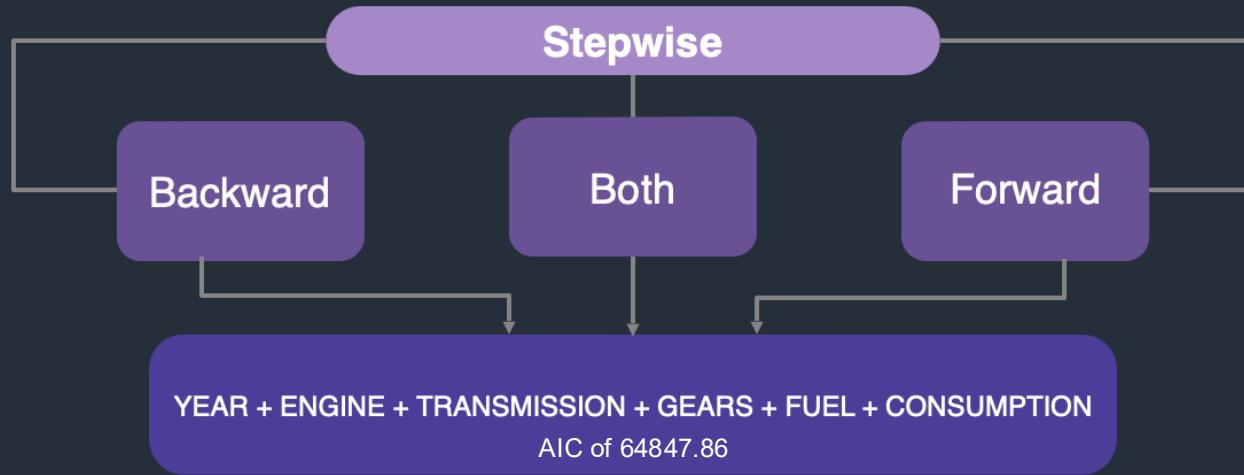 Stepwise
Backward
Both
Forward
YEAR + ENGINE + TRANSMISSION + GEARS + FUEL + CONSUMPTION
AIC of 64847.86